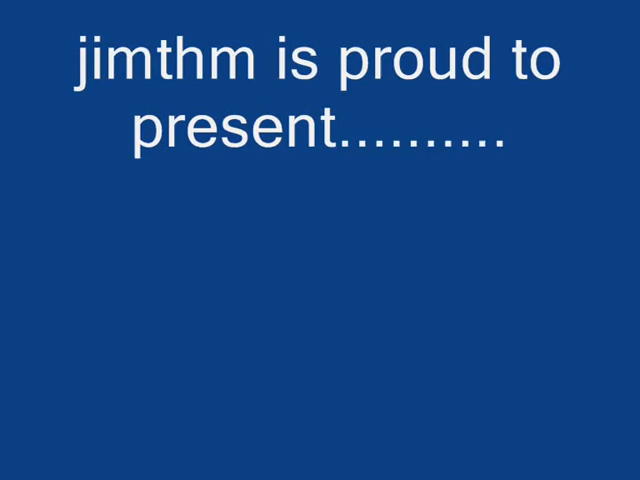 jimthm is proud to
present..........